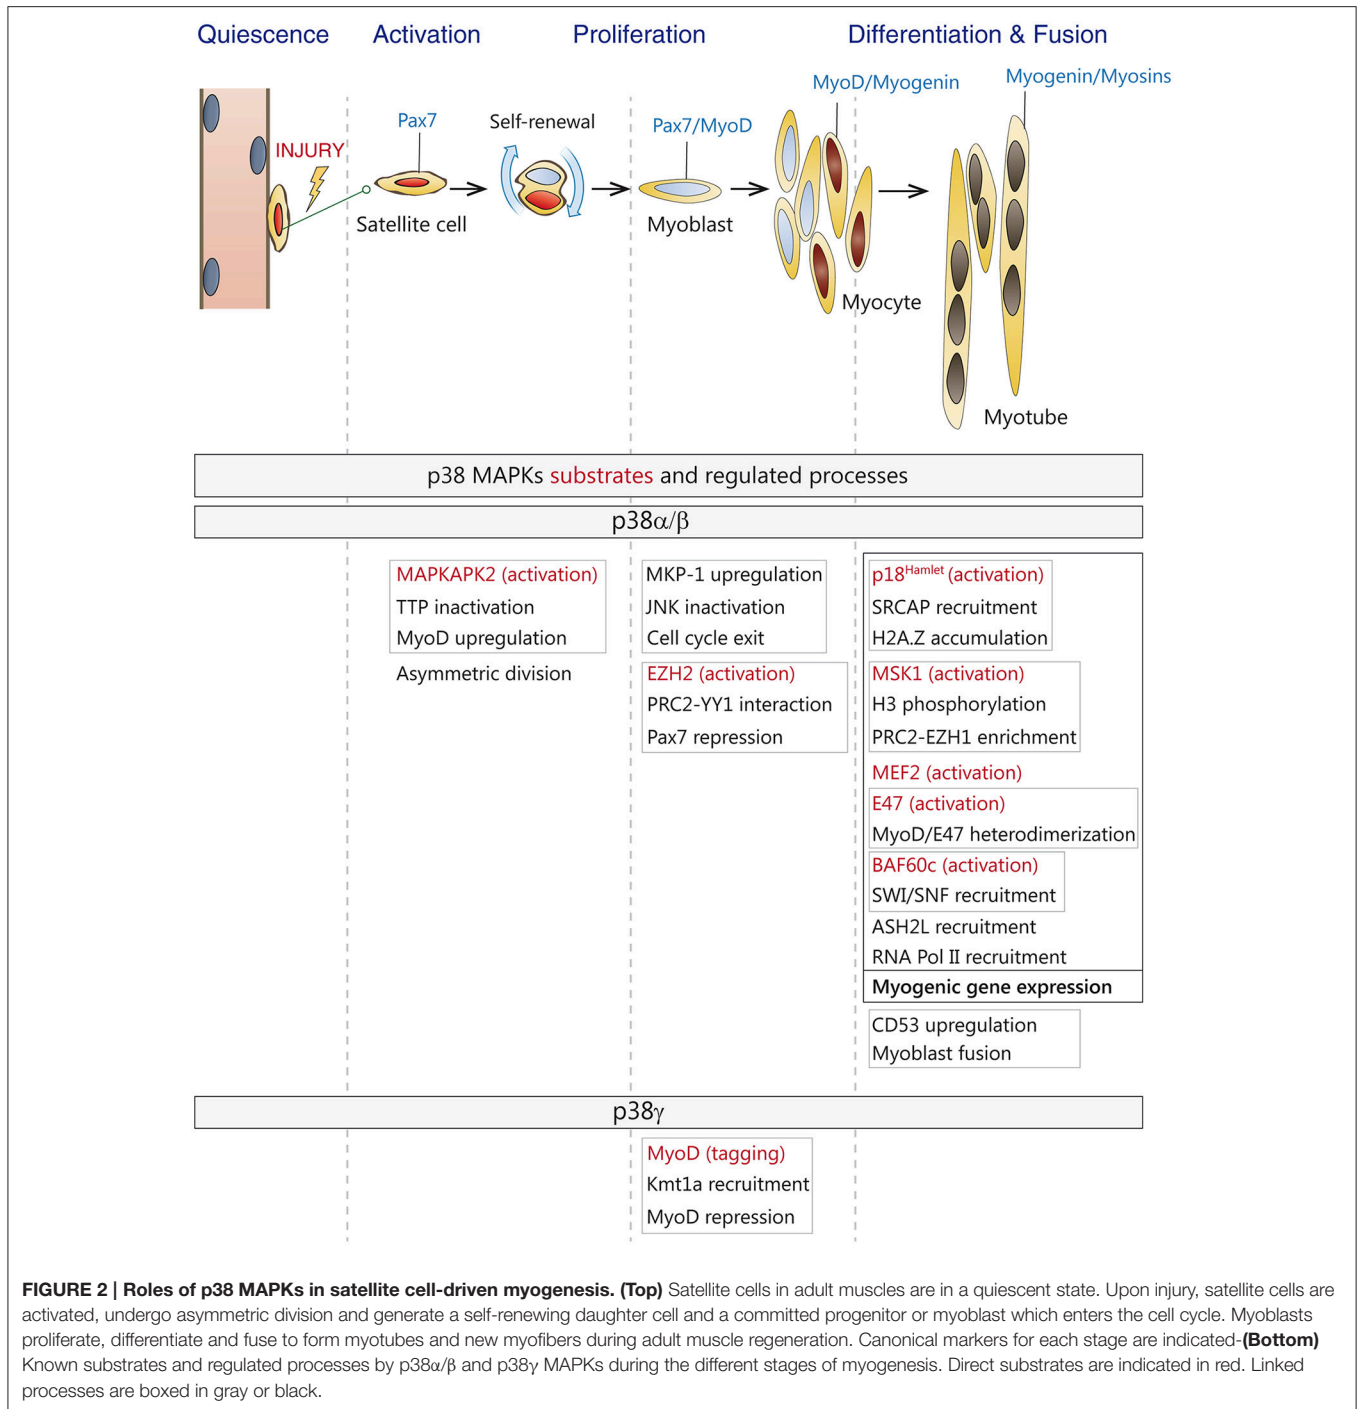 Quiescence
Activation
Proliferation
Differentiation & Fusion
MyoD/Myogenin
Myogenin/Myosins
Pax7
Self-renewal
Pax7/MyoD
INJURY
Satellite cell
Myoblast
Myocyte
Myotube
p38 MAPKs substrates and regulated processes
p38α/β
MAPKAPK2 (activation)
TTP inactivation
MyoD upregulation
Asymmetric division
MKP-1 upregulation
JNK inactivation
Cell cycle exit
EZH2 (activation)
PRC2-YY1 interaction
Pax7 repression
p18Hamlet (activation)
SRCAP recruitment
H2A.Z accumulation
MSK1 (activation)
H3 phosphorylation
PRC2-EZH1 enrichment
MEF2 (activation)
E47 (activation)
MyoD/E47 heterodimerization
BAF60c (activation)
SWI/SNF recruitment
ASH2L recruitment
RNA Pol II recruitment
Myogenic gene expression
CD53 upregulation
Myoblast fusion
p38γ
MyoD (tagging)
Kmt1a recruitment
MyoD repression
FIGURE 2 | Roles of p38 MAPKs in satellite cell-driven myogenesis. (Top) Satellite cells in adult muscles are in a quiescent state. Upon injury, satellite cells are
activated, undergo asymmetric division and generate a self-renewing daughter cell and a committed progenitor or myoblast which enters the cell cycle. Myoblasts
proliferate, differentiate and fuse to form myotubes and new myofibers during adult muscle regeneration. Canonical markers for each stage are indicated-(Bottom)
Known substrates and regulated processes by p38α/β and p38γ MAPKs during the different stages of myogenesis. Direct substrates are indicated in red. Linked
processes are boxed in gray or black.